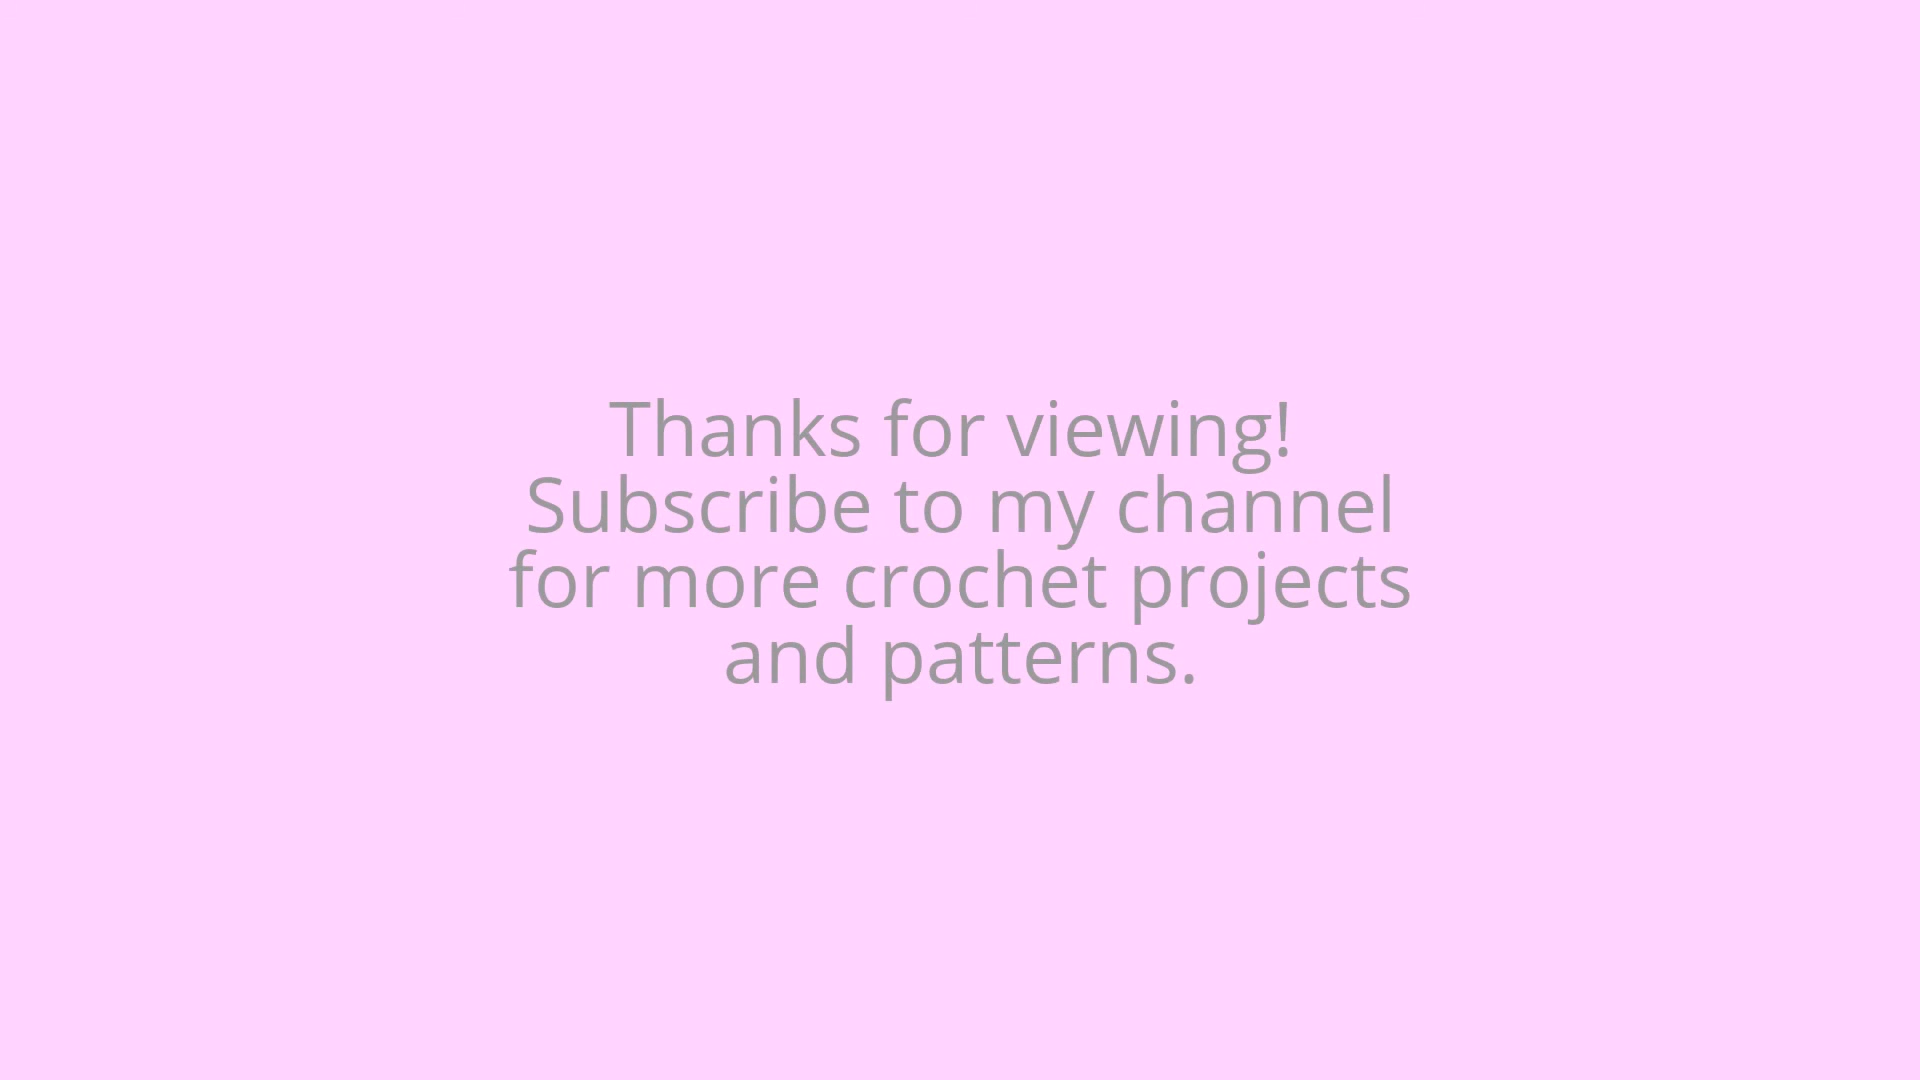 Thanks for viewing!
Subscribe to my channel
for more crochet projects
and patterns.